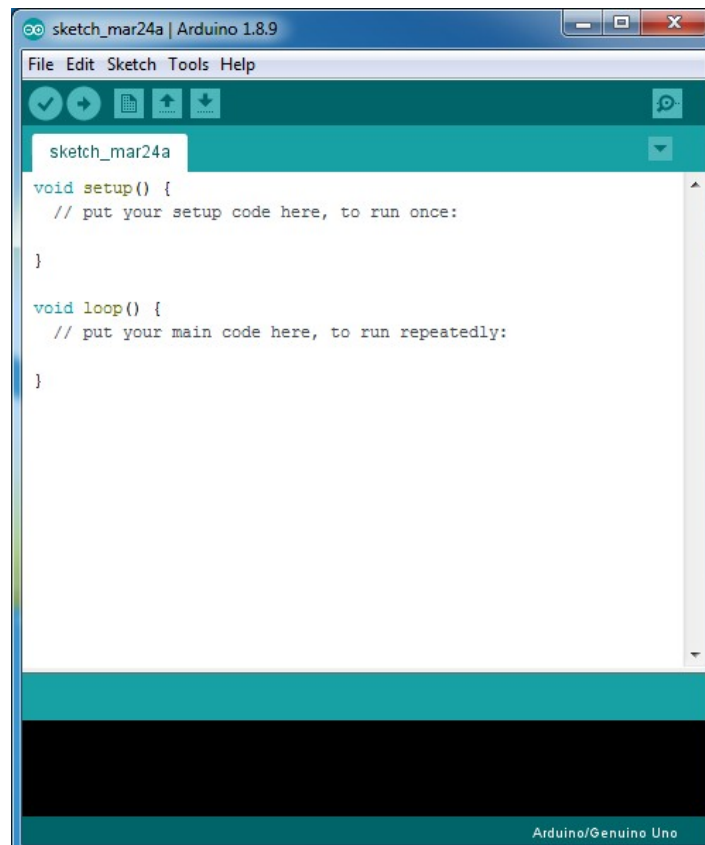 sketch_mar24a | Arduino 1.8.9
File Edit Sketch Tools Help
sketch_mar24a
void setup() {
  // put your setup code here, to run once:
}
void loop() {
  // put your main code here, to run repeatedly:
}
Arduino/Genuino Uno